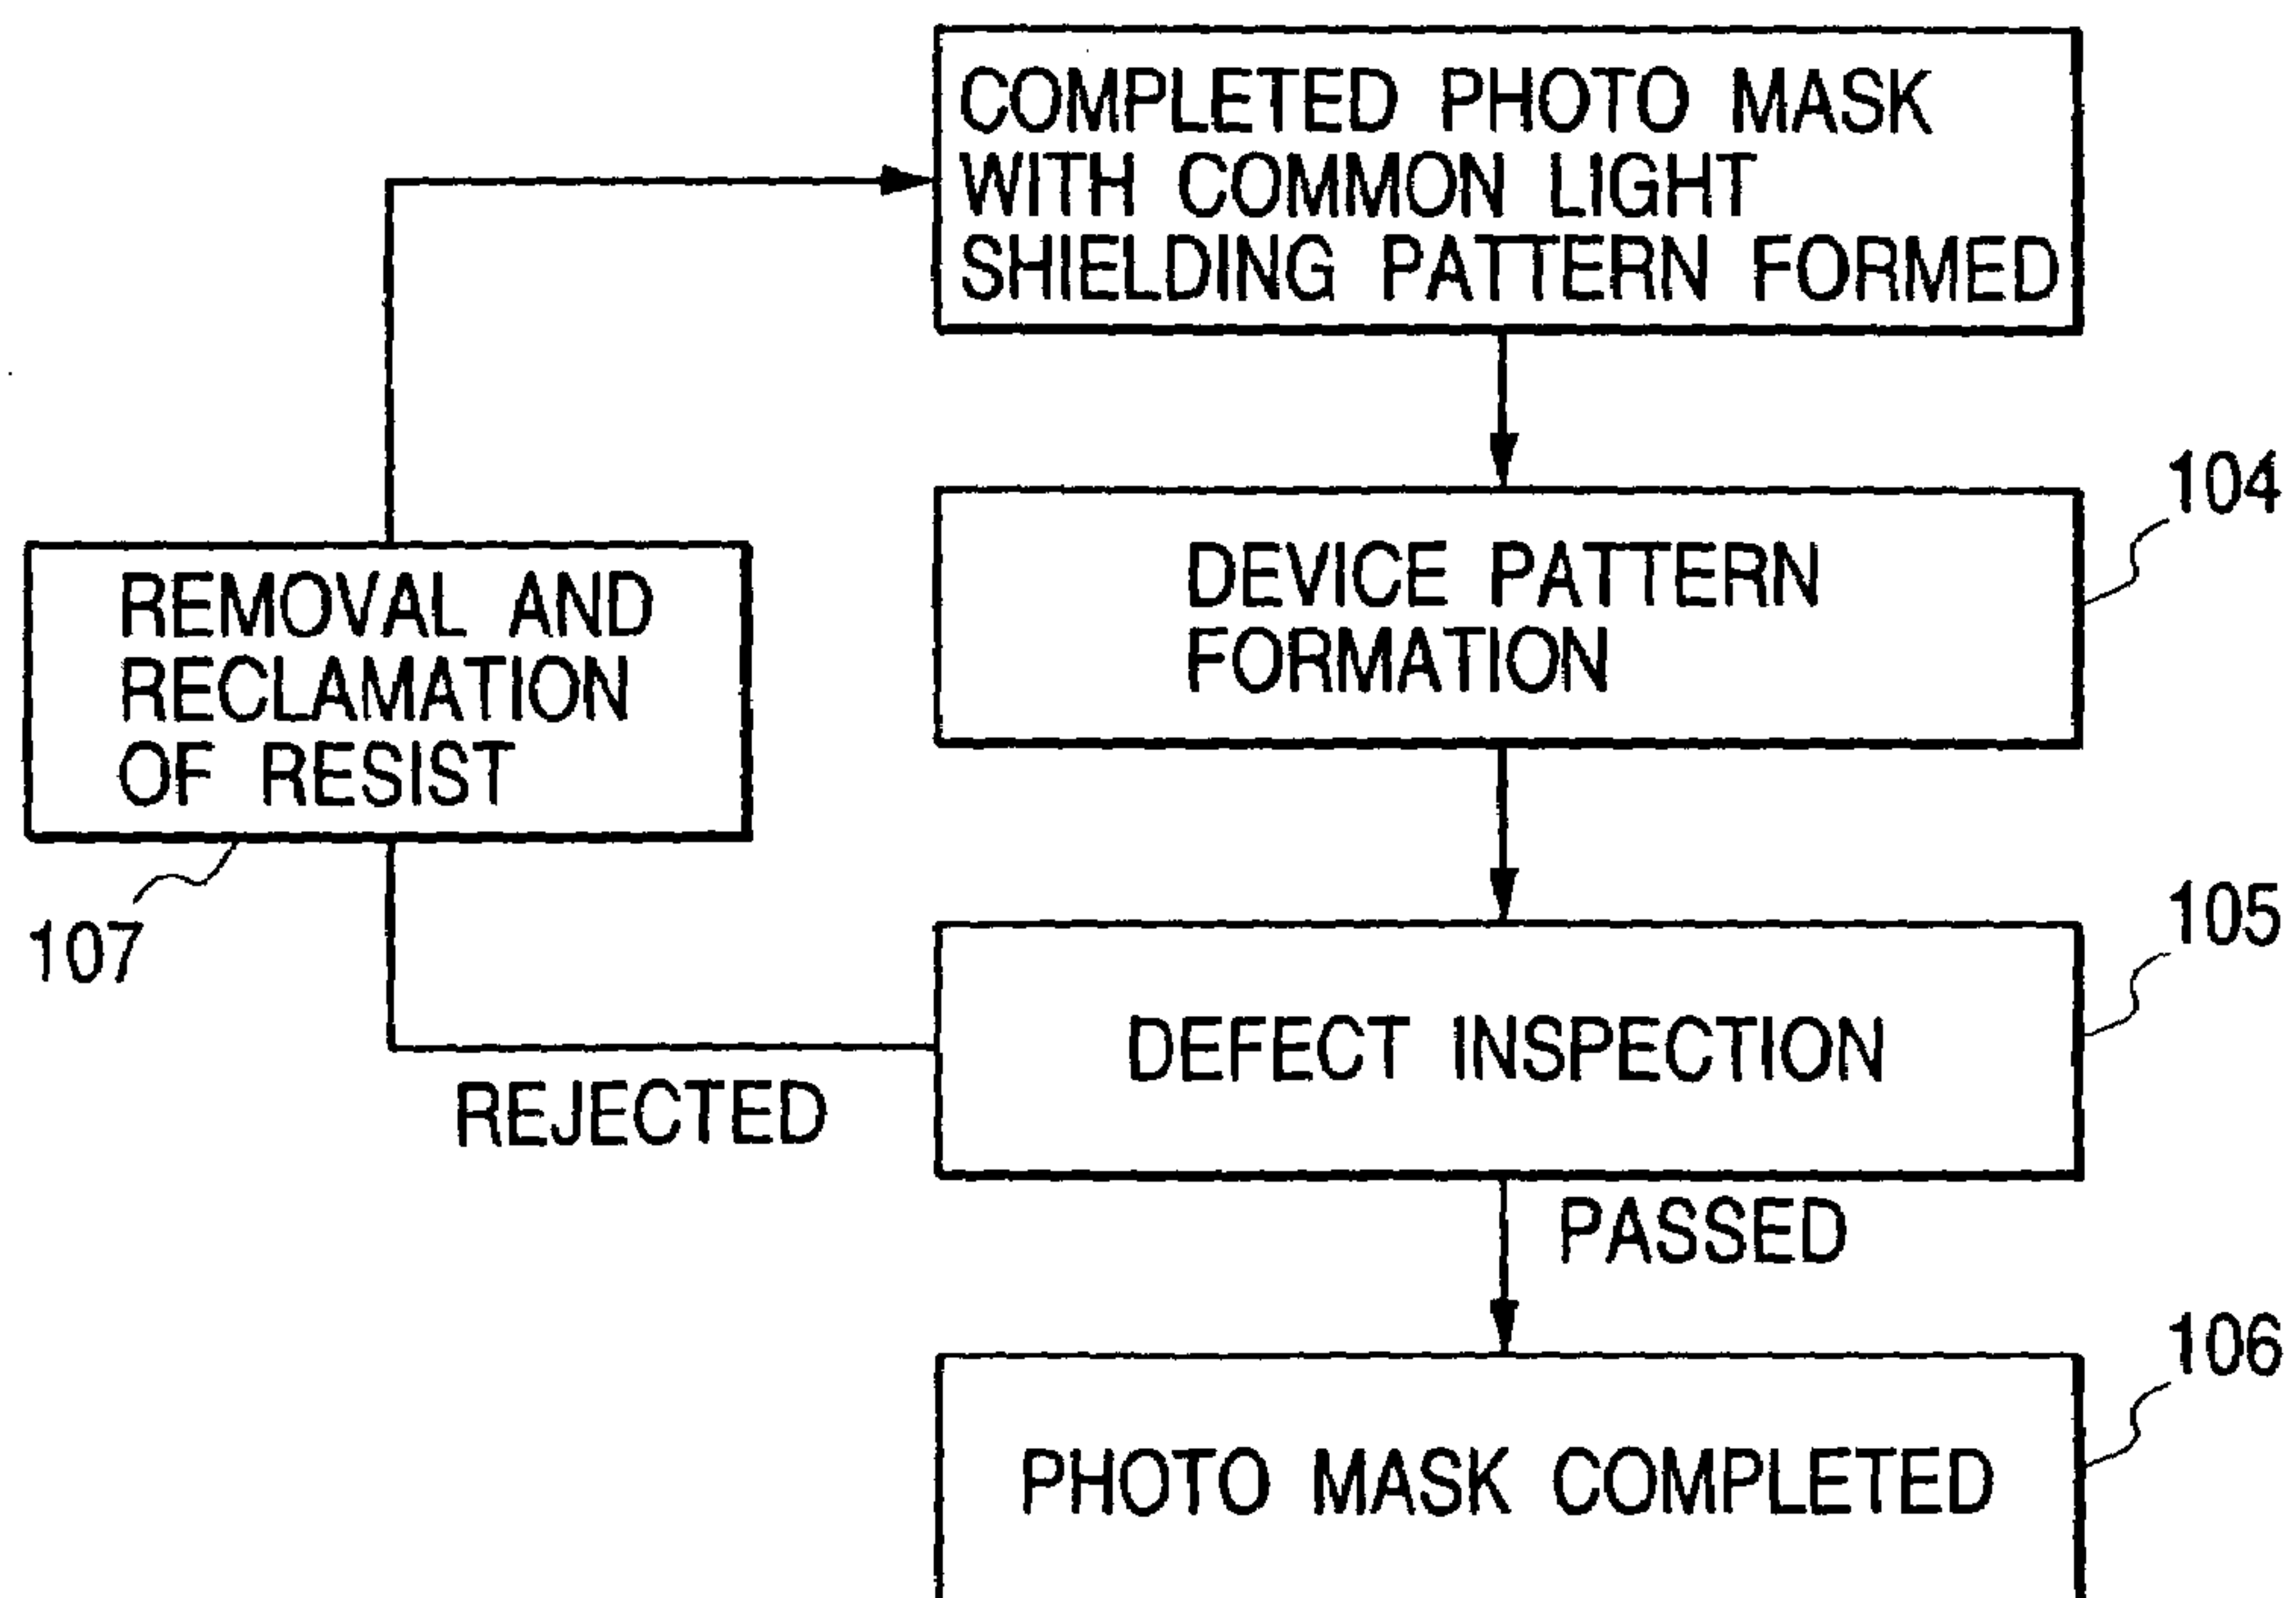 COMPLETED PHOTO MASK
WITH COMMON LIGHT
SHIELDING PATTERN FORMED
104
DEVICE PATTERN
FORMATION
REMOVAL AND
RECLAMATION
OF RESIST
107
105
DEFECT INSPECTION
REJECTED
PASSED
106
PHOTO MASK COMPLETED